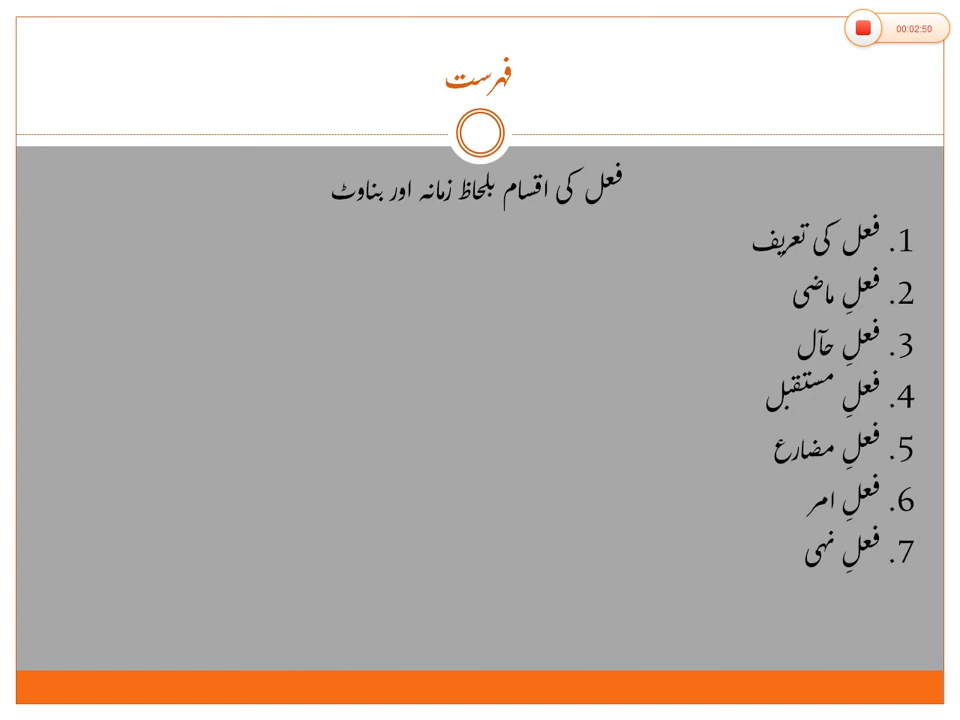 00:02:50
فہرست
فعل کی اقسام بلحاظ زمانہ اور بناوٹ
1. فعل کی تعریف
2. فعلِ ماضی
3. فعلِ حآل
4. فعلِ مستقبل
5. فعلِ مضارع
6. فعلِ امر
7. فعلِ نہی